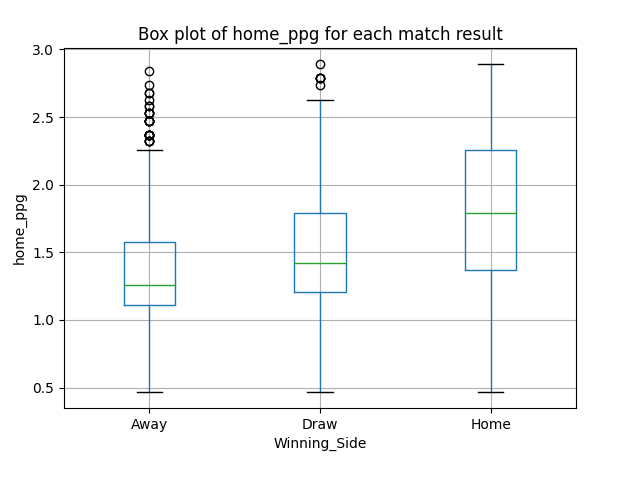 Box plot of home_ppg for each match result
3.0
2.5
2.0
1.5
1.0
0.5
home_ppg
Away
Draw
Home
Winning_Side